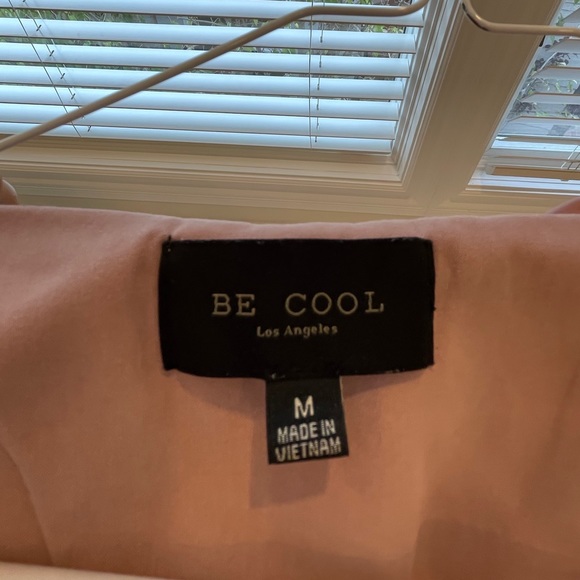 BE COOL
Los Angeles
M
MADE IN
VIETNAM